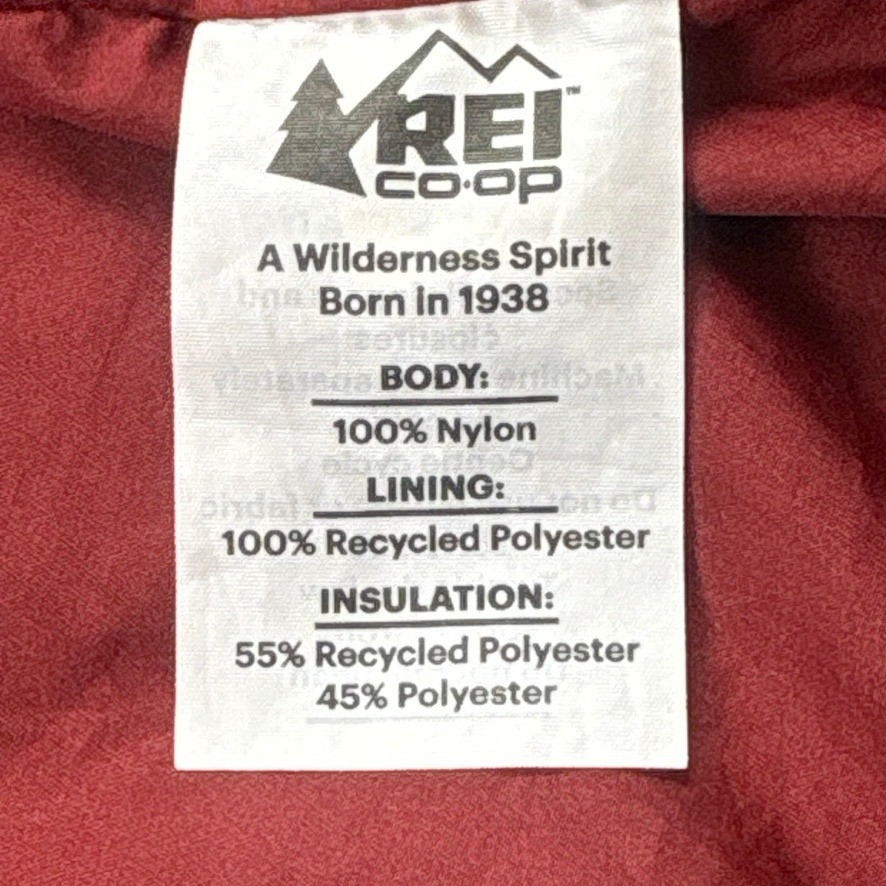 REI™
CO·OP
A Wilderness Spirit
Born in 1938
BODY:
100% Nylon
LINING:
100% Recycled Polyester
INSULATION:
55% Recycled Polyester
45% Polyester